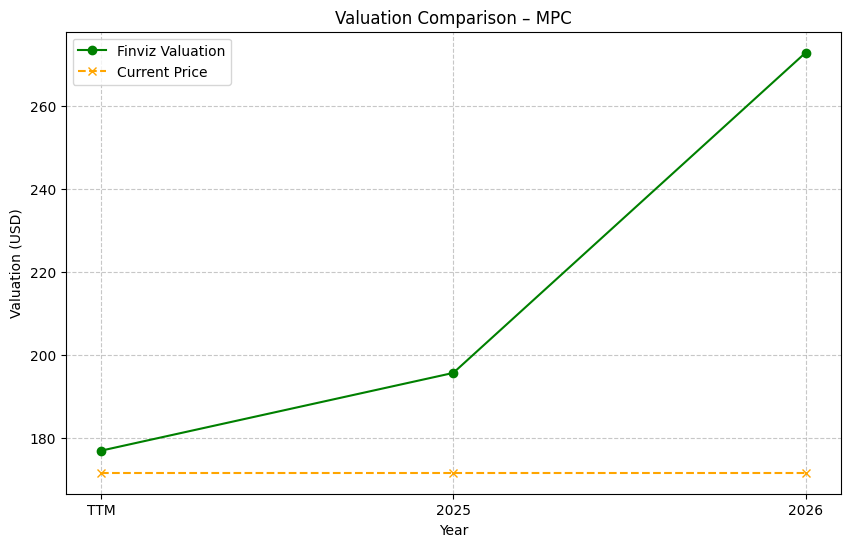 Valuation Comparison – MPC
Finviz Valuation
Current Price
Valuation (USD)
260
240
220
200
180
TTM
2025
2026
Year